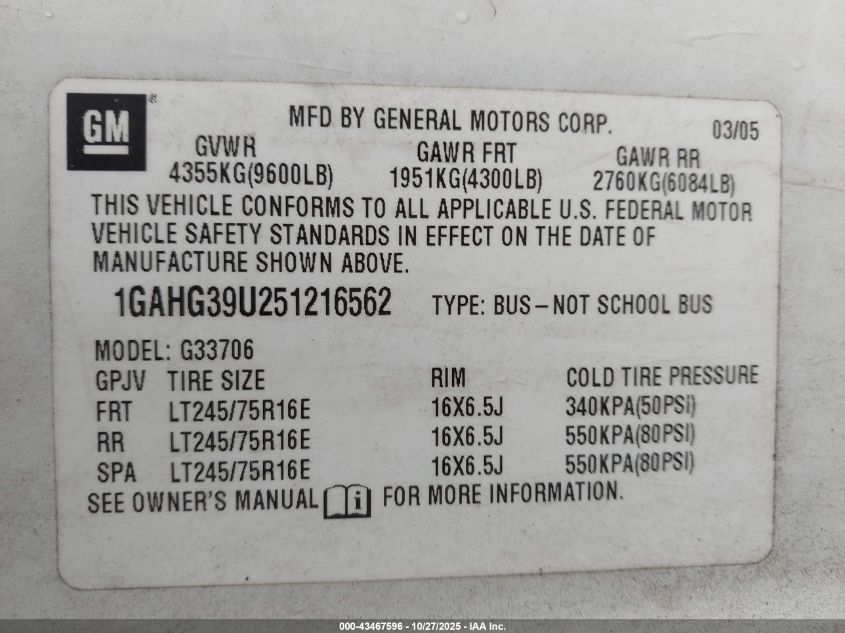 GM®
MFD BY GENERAL MOTORS CORP. 03/05
GVWR GAWR FRT GAWR RR
4355KG(9600LB) 1951KG(4300LB) 2760KG(6084LB)
THIS VEHICLE CONFORMS TO ALL APPLICABLE U.S. FEDERAL MOTOR
VEHICLE SAFETY STANDARDS IN EFFECT ON THE DATE OF
MANUFACTURE SHOWN ABOVE.
1GAHG39U251216562 TYPE: BUS-NOT SCHOOL BUS
MODEL: G33706
GPJV TIRE SIZE RIM COLD TIRE PRESSURE
FRT LT245/75R16E 16X6.5J 340KPA(50PSI)
RR LT245/75R16E 16X6.5J 550KPA(80PSI)
SPA LT245/75R16E 16X6.5J 550KPA(80PSI)
SEE OWNER'S MANUAL i FOR MORE INFORMATION.
000-43467596 - 10/27/2025 - IAA Inc.